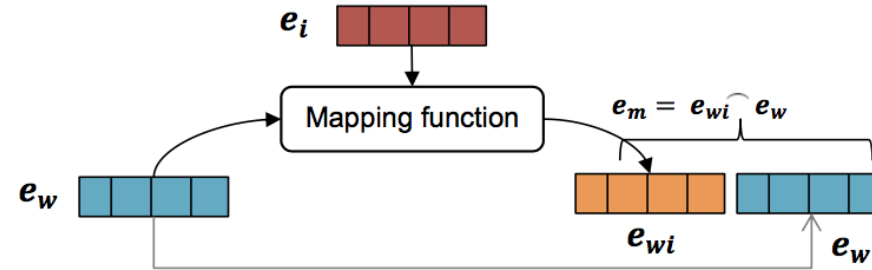 e_i
Mapping function
e_m = e_wi ⁀ e_w
e_w
e_wi
e_w